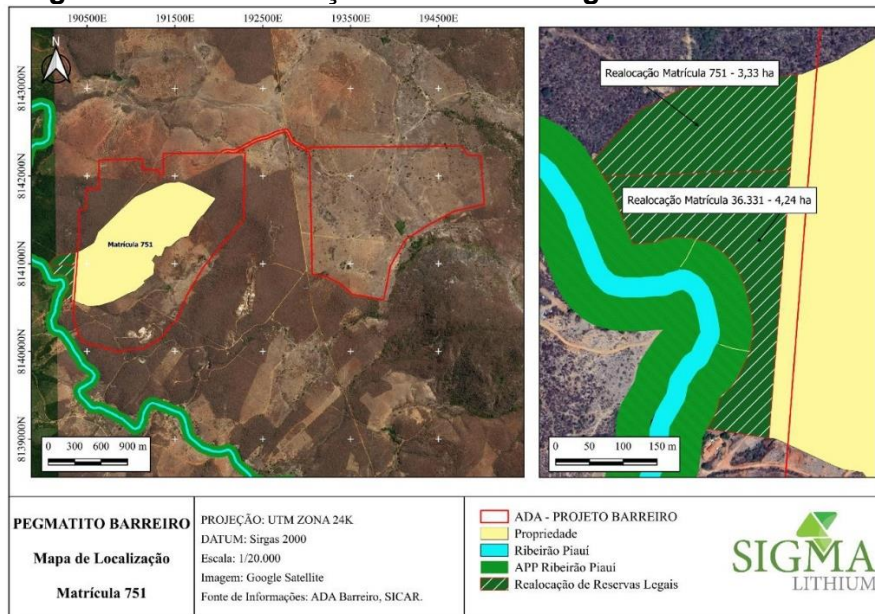 190500E 191500E 192500E 193500E 194500E
8143000N
8142000N
8141000N
8140000N
8139000N
N
Matrícula 751
0 300 600 900 m
Realocação Matrícula 751 - 3,33 ha
Realocação Matrícula 36.331 - 4,24 ha
0 50 100 150 m
PEGMATITO BARREIRO
Mapa de Localização
Matrícula 751
PROJEÇÃO: UTM ZONA 24K
DATUM: Sirgas 2000
Escala: 1/20.000
Imagem: Google Satellite
Fonte de Informações: ADA Barreiro, SICAR.
ADA - PROJETO BARREIRO
Propriedade
Ribeirão Piauí
APP Ribeirão Piauí
Realocação de Reservas Legais
SIGMA
LITHIUM